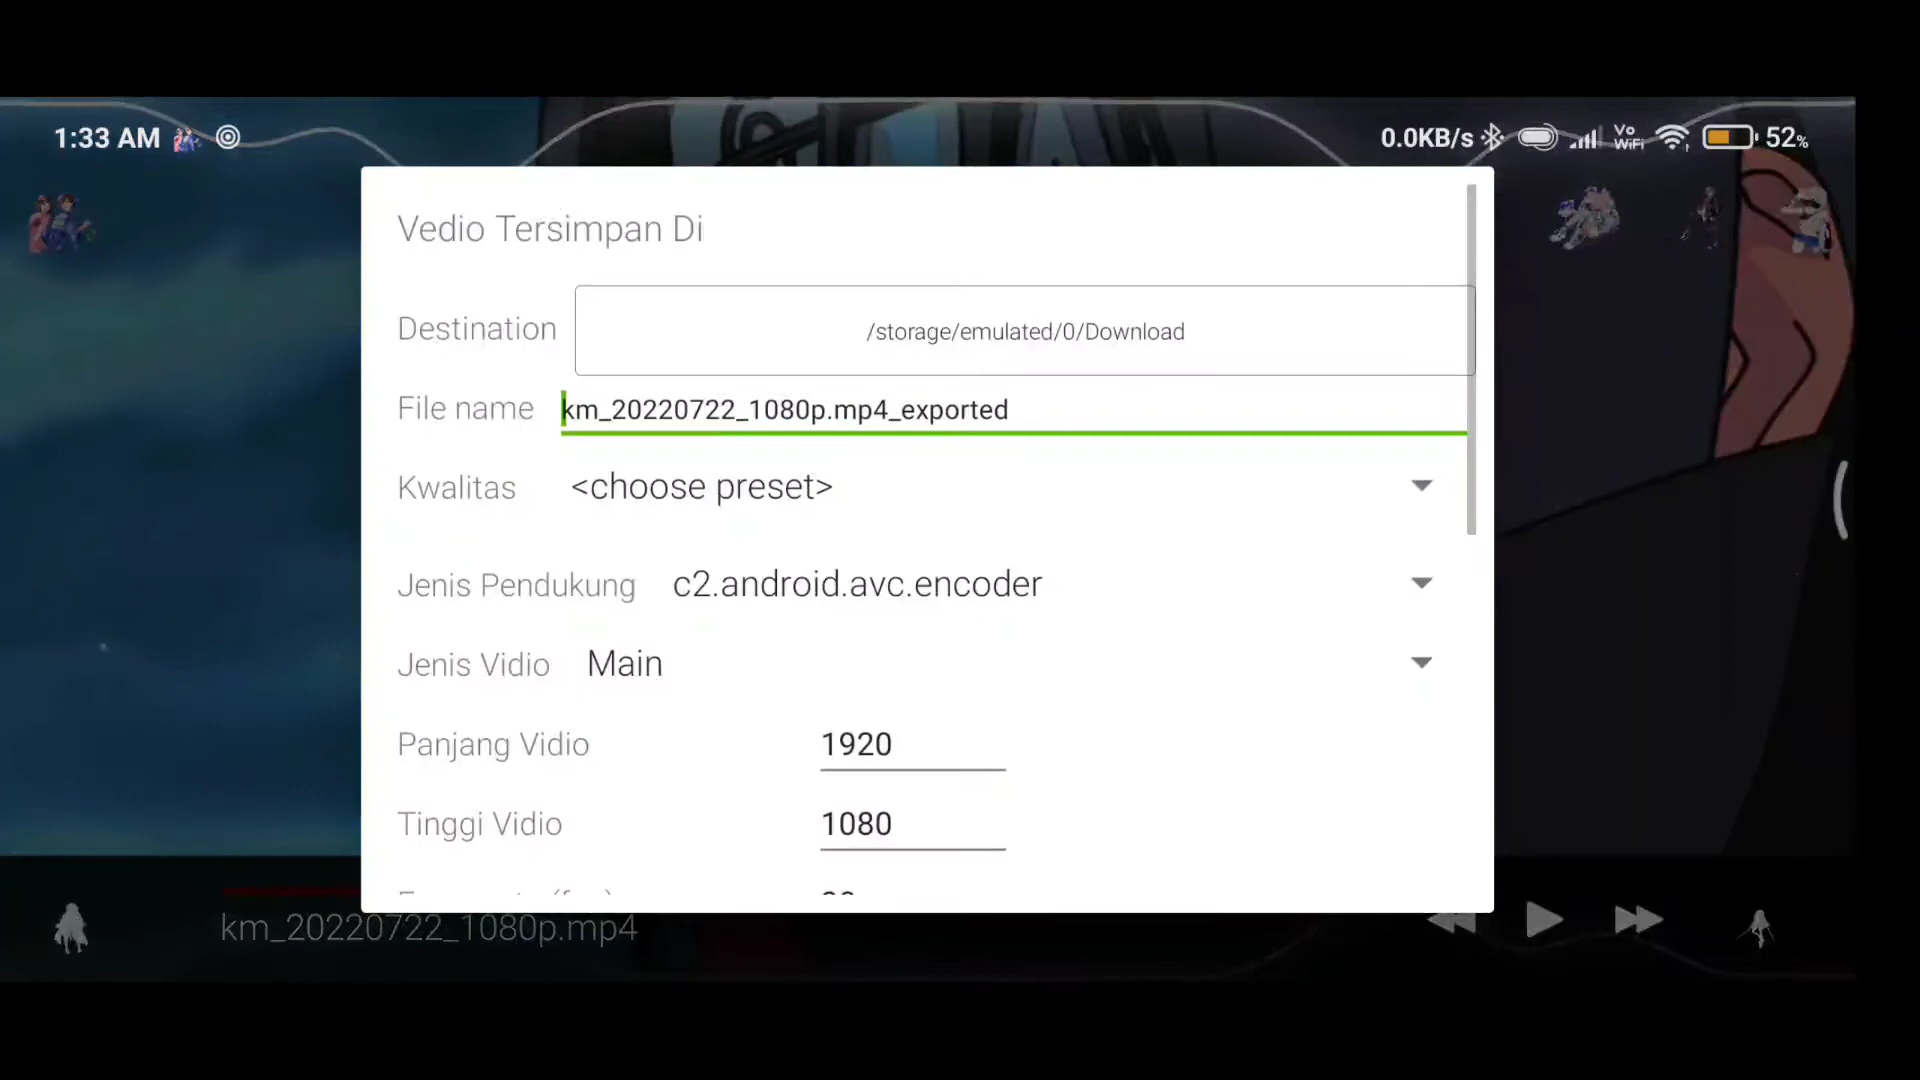 1:33 AM
0.0KB/s Vo WiFi 52%
Vedio Tersimpan Di
Destination /storage/emulated/0/Download
File name km_20220722_1080p.mp4_exported
Kwalitas <choose preset>
Jenis Pendukung c2.android.avc.encoder
Jenis Vidio Main
Panjang Vidio 1920
Tinggi Vidio 1080
km_20220722_1080p.mp4